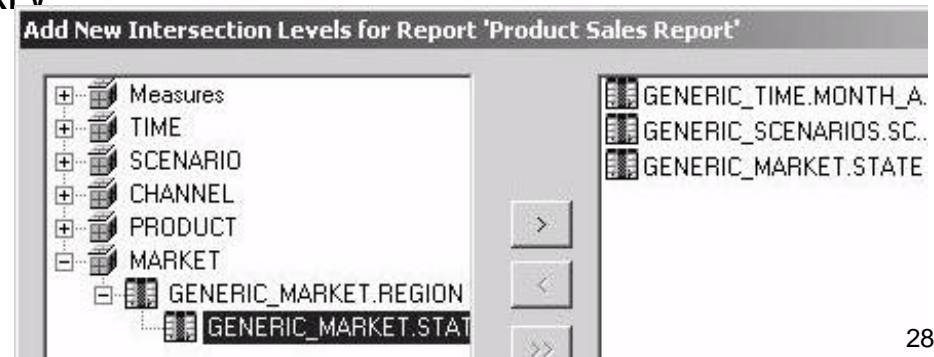 Add New Intersection Levels for Report 'Product Sales Report'
Measures
TIME
SCENARIO
CHANNEL
PRODUCT
MARKET
GENERIC_MARKET.REGION
GENERIC_MARKET.STAT
>
<
>>
GENERIC_TIME.MONTH_A.
GENERIC_SCENARIOS.SC..
GENERIC_MARKET.STATE
28